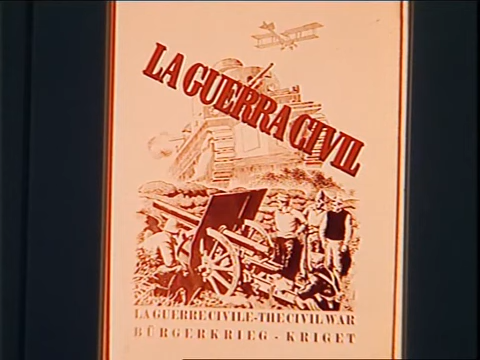 LA GUERRA CIVIL
LA GUERRE CIVILE - THE CIVIL WAR
BÜRGERKRIEG - KRIGET